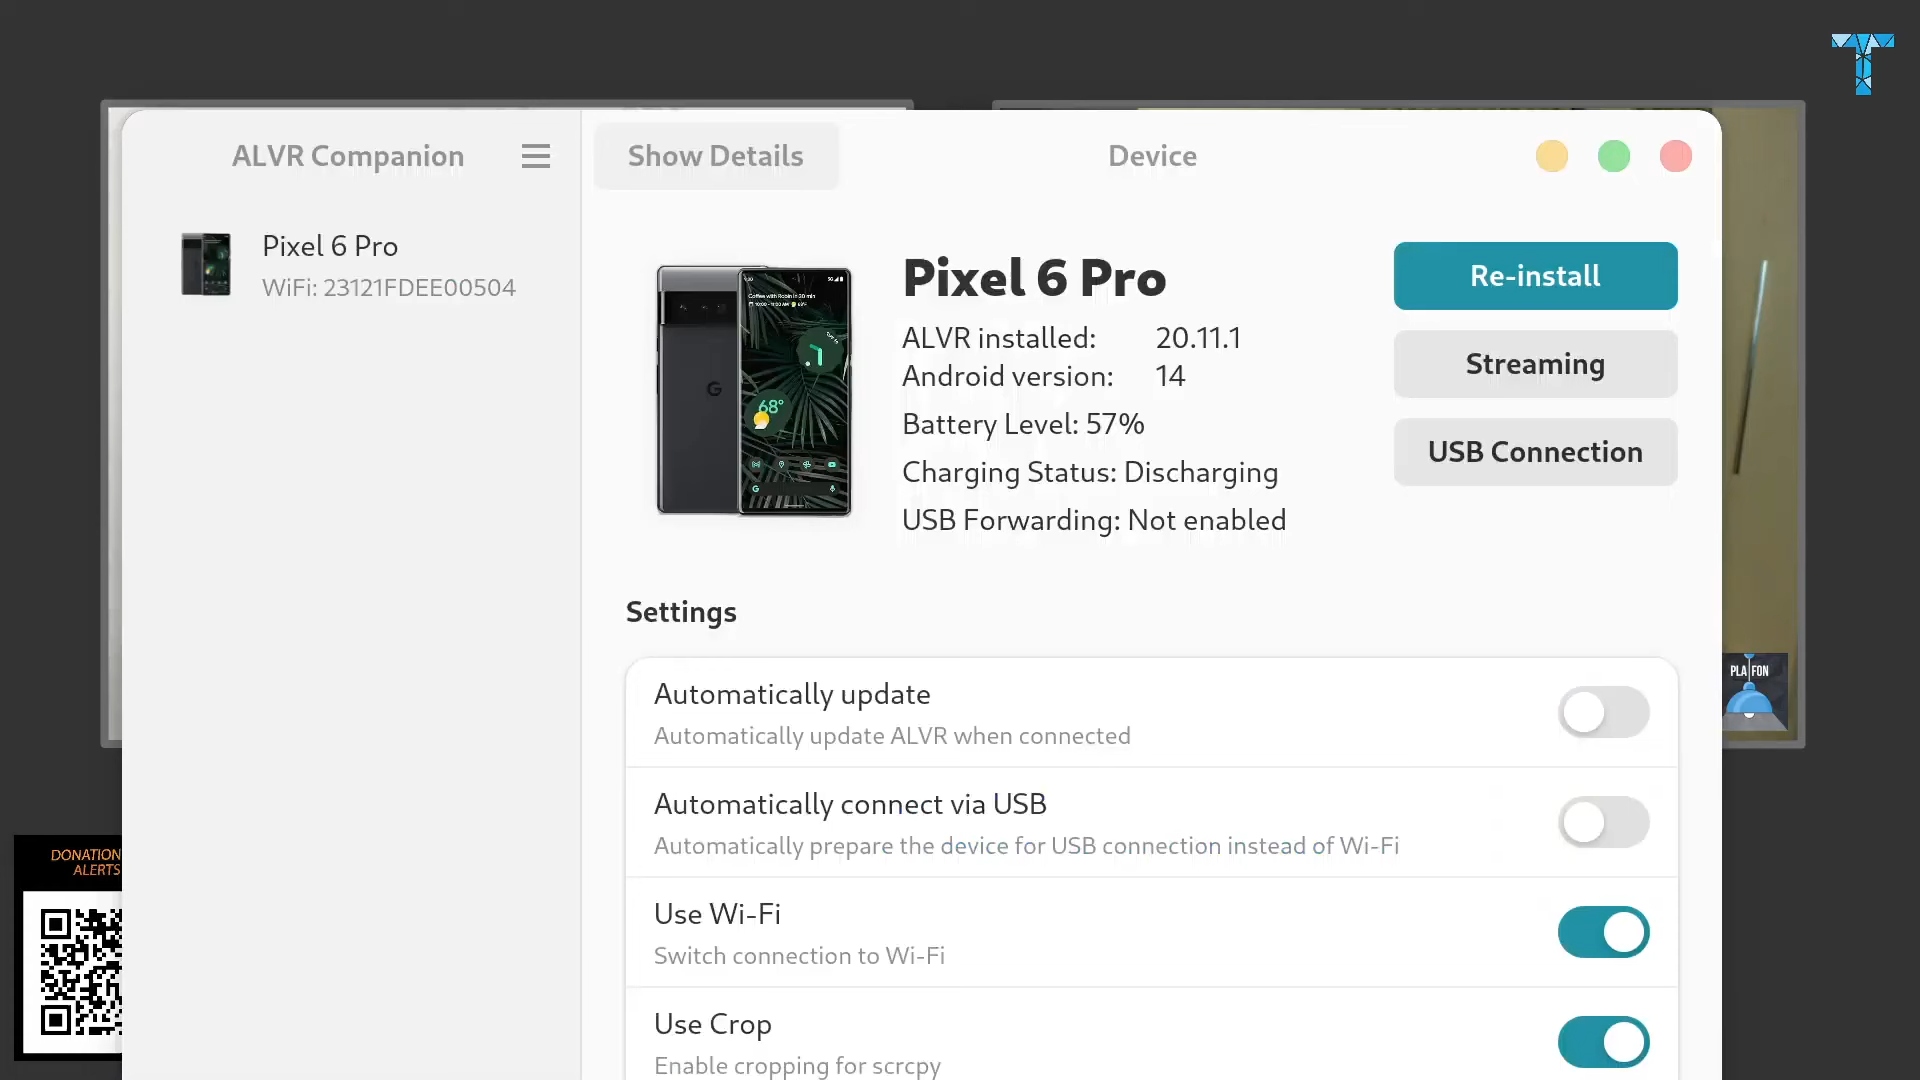 ALVR Companion
Show Details
Device
Pixel 6 Pro
WiFi: 23121FDEE00504
Pixel 6 Pro
ALVR installed: 20.11.1
Android version: 14
Battery Level: 57%
Charging Status: Discharging
USB Forwarding: Not enabled
Re-install
Streaming
USB Connection
68°
Settings
Automatically update
Automatically update ALVR when connected
Automatically connect via USB
Automatically prepare the device for USB connection instead of Wi-Fi
Use Wi-Fi
Switch connection to Wi-Fi
Use Crop
Enable cropping for scrcpy
PLAFON
DONATION
ALERTS